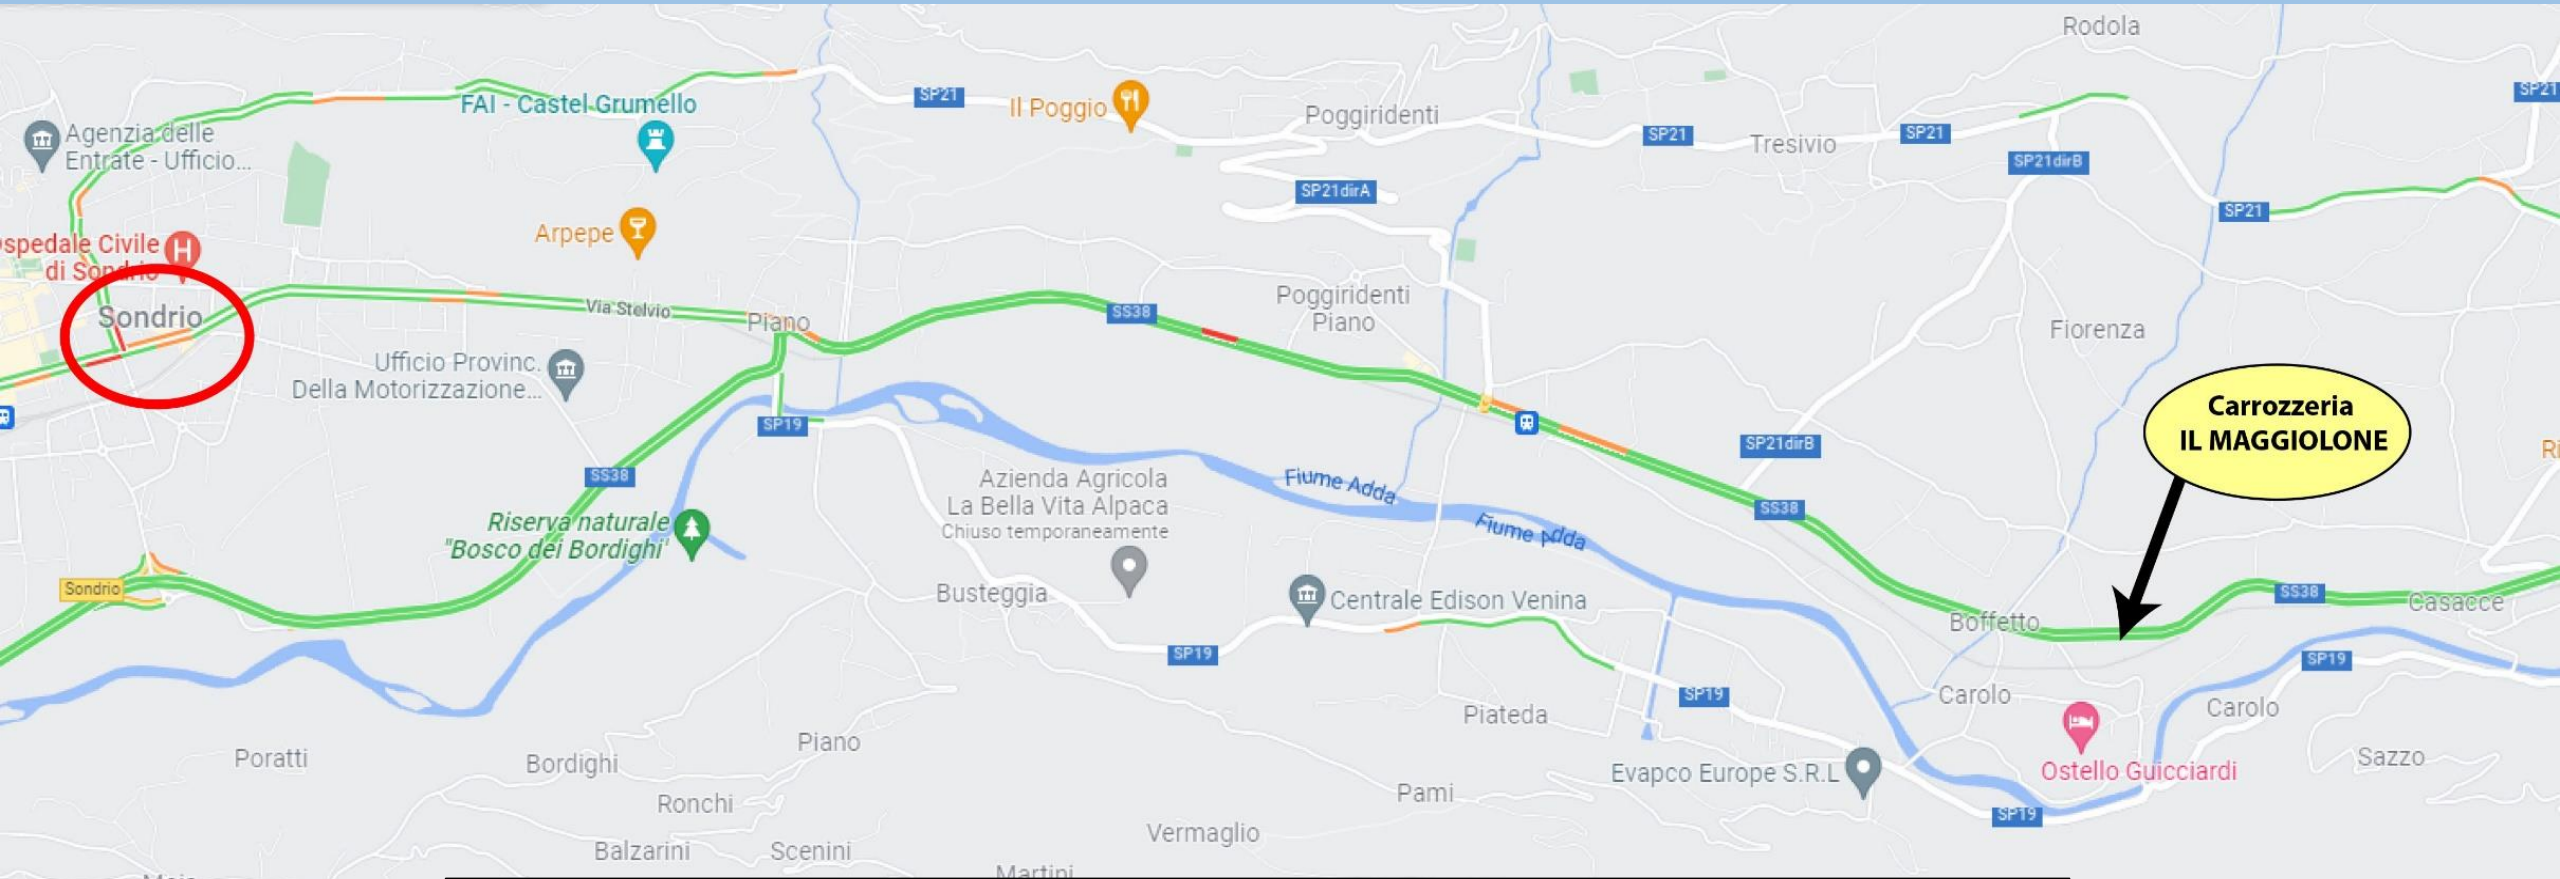 Rodola
SP21
SP21
Il Poggio
FAI - Castel Grumello
Poggiridenti
Agenzia delle
Entrate - Ufficio...
SP21
Tresivio
SP21
SP21dirB
SP21dirA
SP21
Arpepe
spedale Civile
di Sondrio
H
Sondrio
Via Stelvio
Piano
SS38
Poggiridenti
Piano
Fiorenza
Ufficio Provinc.
Della Motorizzazione...
Carrozzeria
IL MAGGIOLONE
SP19
SP21dirB
Ri
SS38
Azienda Agricola
La Bella Vita Alpaca
Chiuso temporaneamente
Fiume Adda
SS38
Riserva naturale
"Bosco dei Bordighi"
Fiume Adda
Sondrio
Busteggia
Centrale Edison Venina
SS38
Casacce
Boffetto
SP19
SP19
SP19
Carolo
Carolo
Piateda
Poratti
Bordighi
Piano
Evapco Europe S.R.L
Ostello Guicciardi
Sazzo
Ronchi
Pami
SP19
Vermaglio
Balzarini
Scenini
Martini